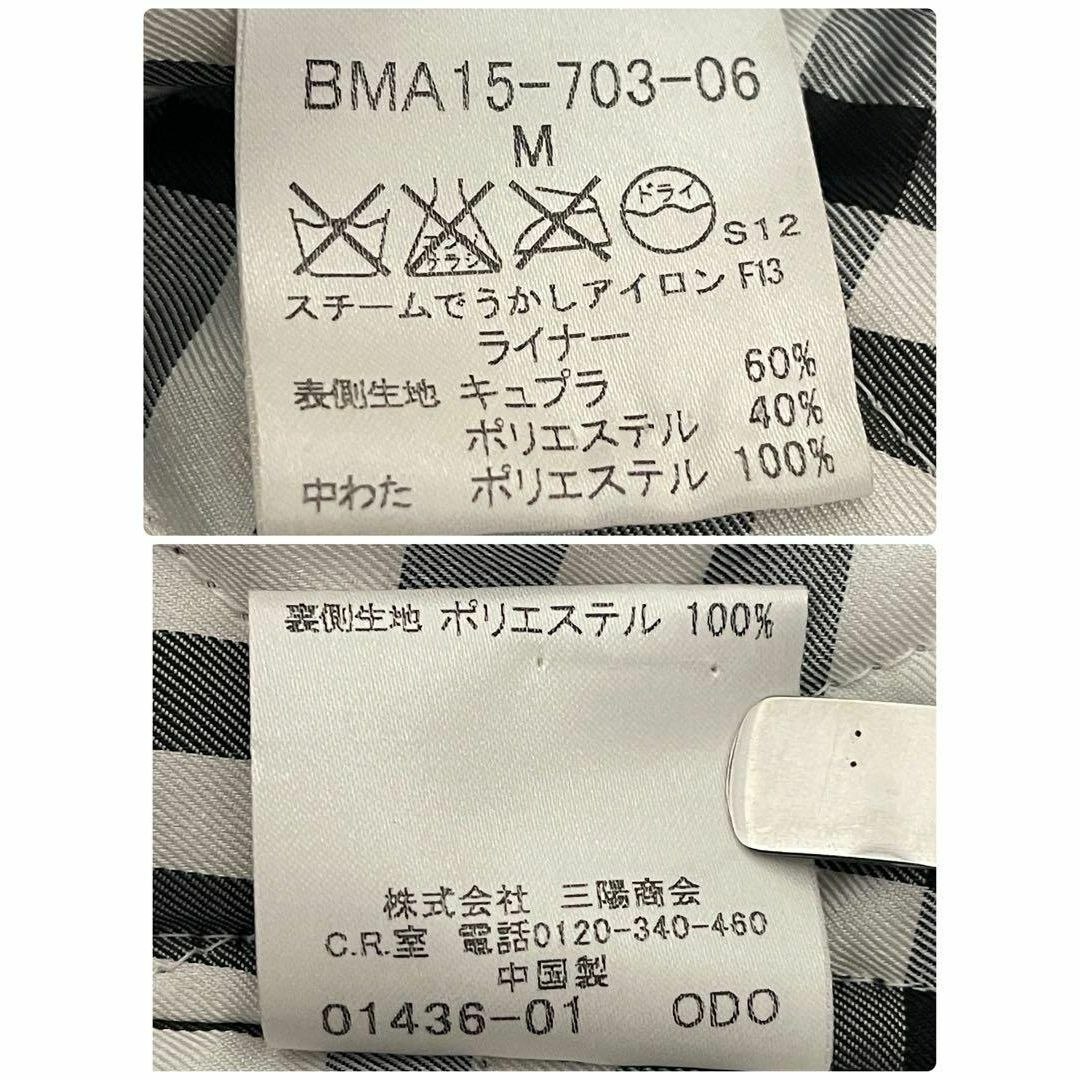 BMA15-703-06
M
エンソ
サラシ
ドライ
S12
スチームでうかしアイロン F13
ライナー
表側生地 キュプラ 60%
ポリエステル 40%
中わた ポリエステル 100%
裏側生地 ポリエステル 100%
株式会社 三陽商会
C.R.室 電話0120-340-460
中国製
01436-01 ODO